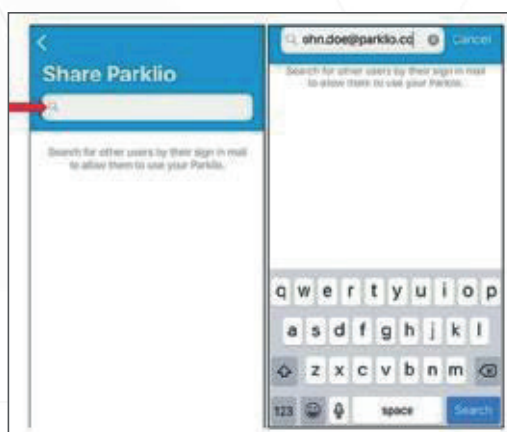 Share Parklio
Search for other users by their sign in mail
to allow them to use your Parklio.
ohn.doe@parklio.co
Cancel
Search for other users by their sign in mail
to allow them to use your Parklio.
q w e r t y u i o p
a s d f g h j k l
z x c v b n m
123
space
Search